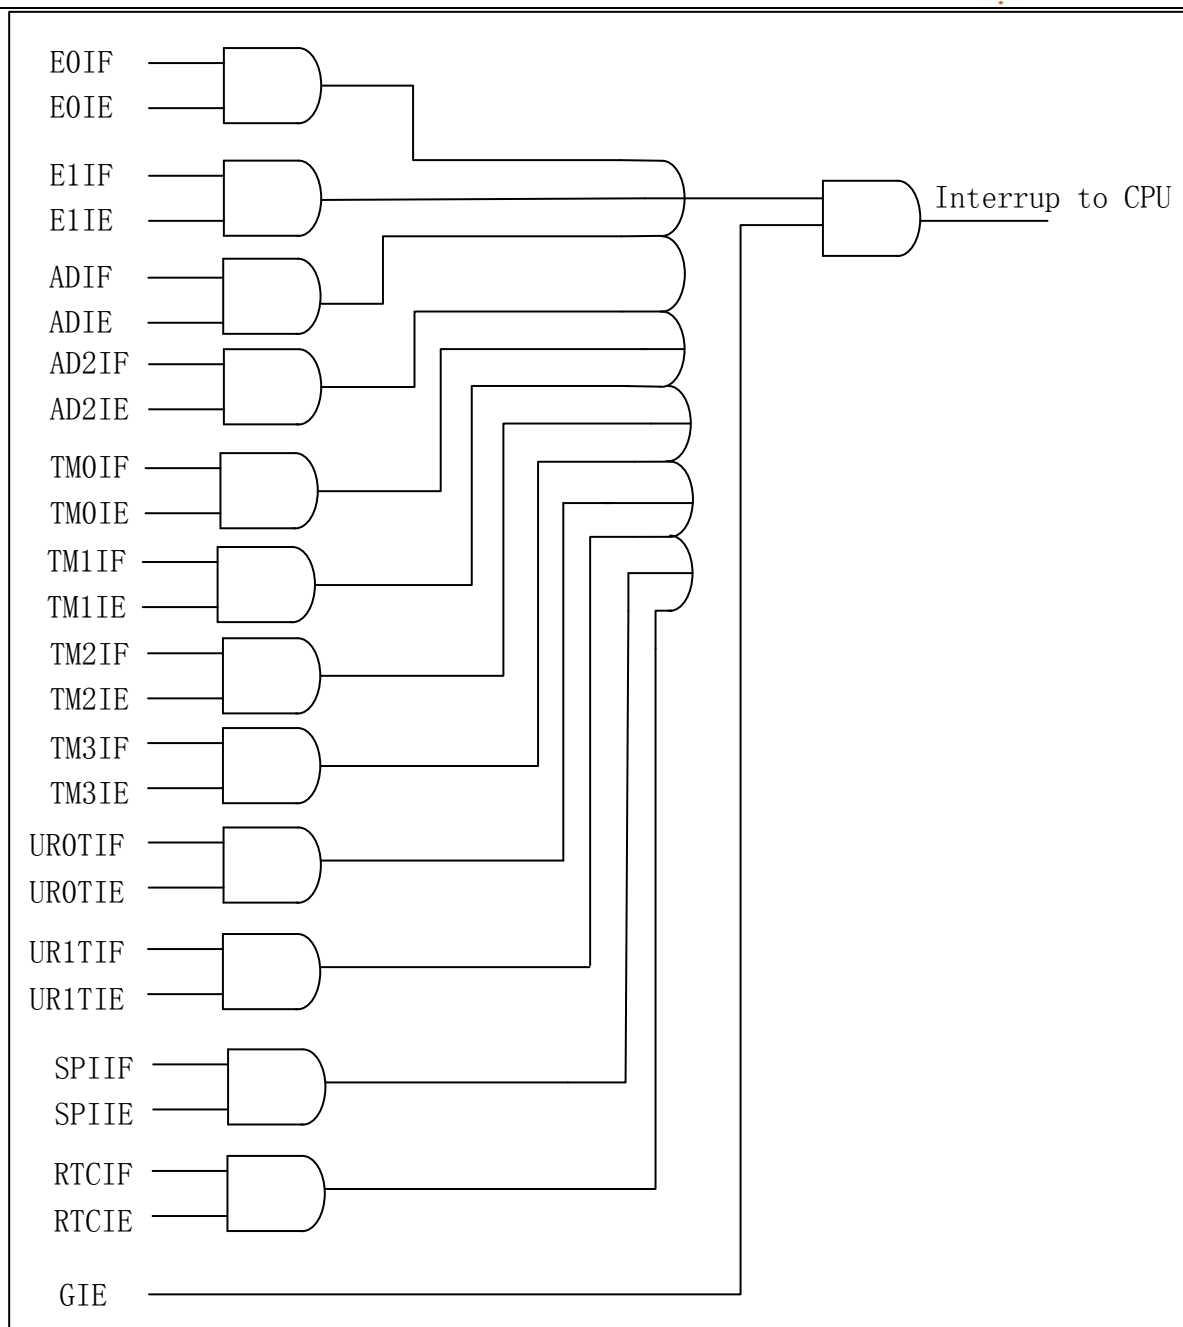 E0IF
E0IE
E1IF
Interrup to CPU
E1IE
ADIF
ADIE
AD2IF
AD2IE
TM0IF
TM0IE
TM1IF
TM1IE
TM2IF
TM2IE
TM3IF
TM3IE
UR0TIF
UR0TIE
UR1TIF
UR1TIE
SPIIF
SPIIE
RTCIF
RTCIE
GIE